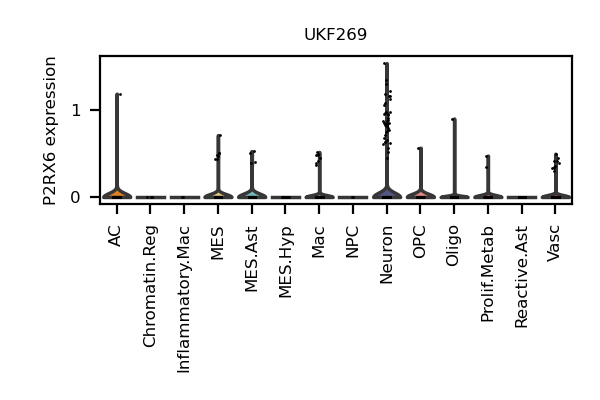 UKF269
P2RX6 expression
1
0
AC
Chromatin.Reg
Inflammatory.Mac
MES
MES.Ast
MES.Hyp
Mac
NPC
Neuron
OPC
Oligo
Prolif.Metab
Reactive.Ast
Vasc